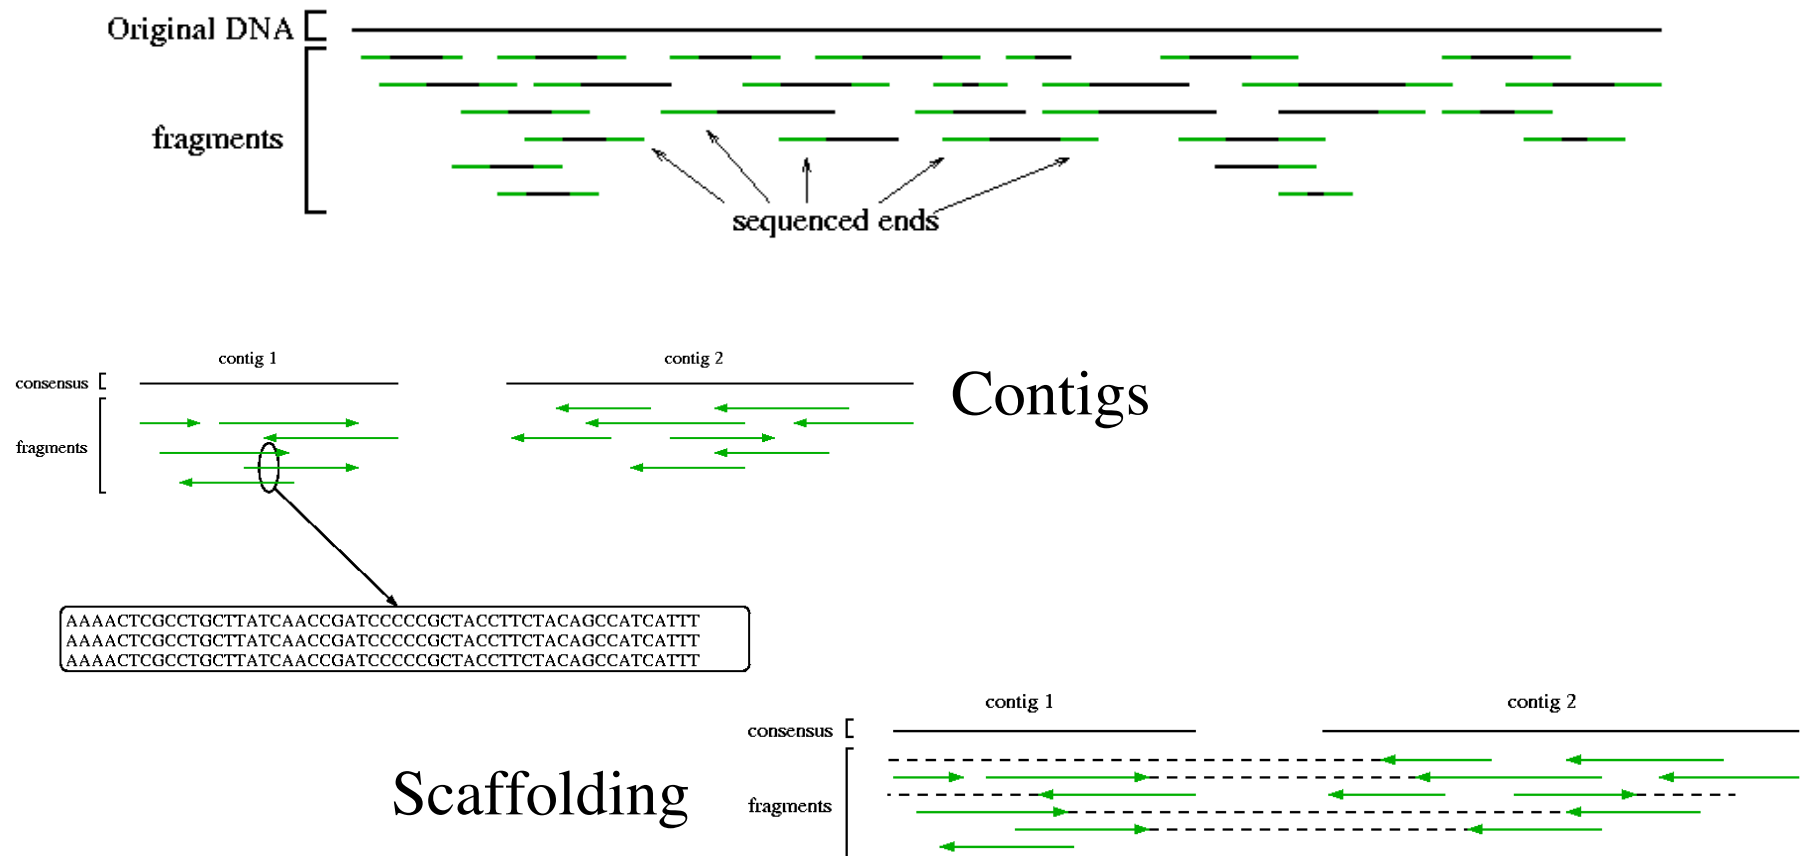 Original DNA
fragments
sequenced ends
contig 1
contig 2
consensus
Contigs
fragments
AAAACTCGCCTGCTTATCAACCGATCCCCCGCTACCTTCTACAGCCATCATTT
AAAACTCGCCTGCTTATCAACCGATCCCCCGCTACCTTCTACAGCCATCATTT
AAAACTCGCCTGCTTATCAACCGATCCCCCGCTACCTTCTACAGCCATCATTT
contig 1
contig 2
consensus
Scaffolding
fragments